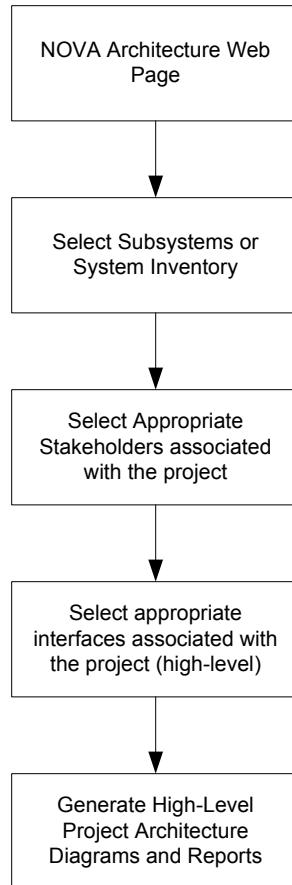 NOVA Architecture Web
Page
Select Subsystems or
System Inventory
Select Appropriate
Stakeholders associated
with the project
Select appropriate
interfaces associated with
the project (high-level)
Generate High-Level
Project Architecture
Diagrams and Reports